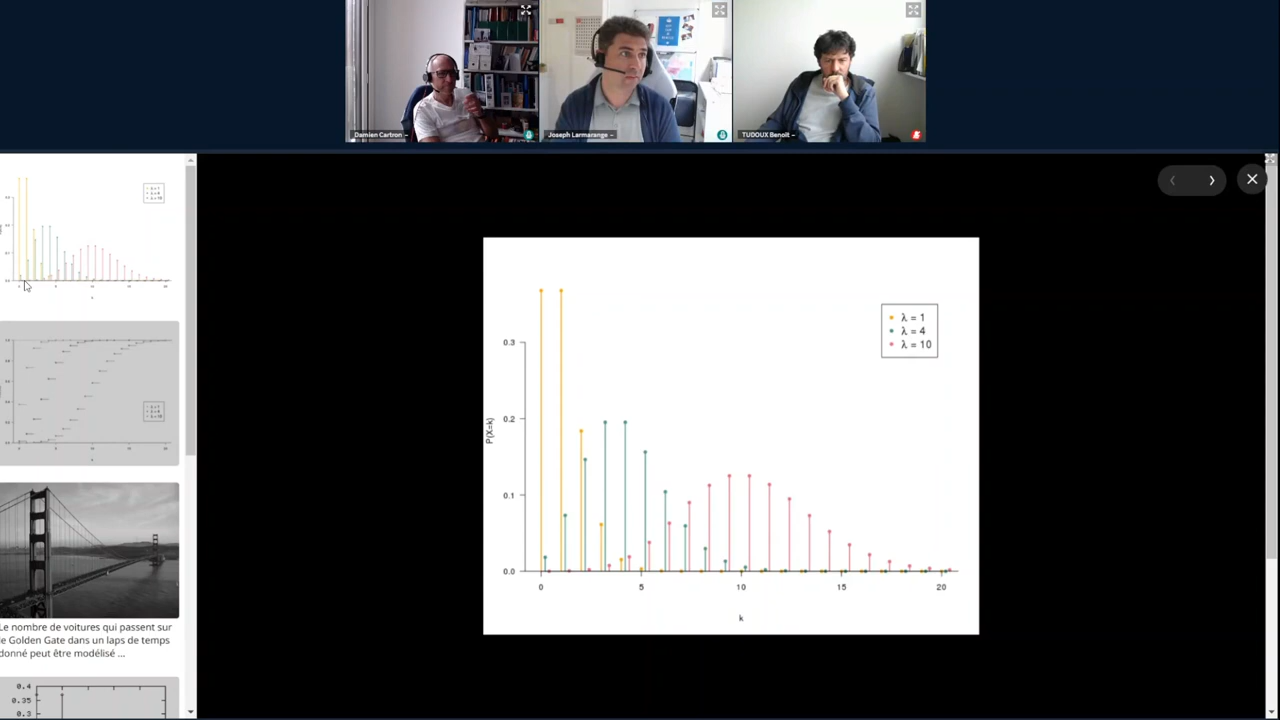 Damien Cartron
Joseph Larmarange
TUDOUX Benoit
λ = 1
λ = 4
λ = 10
0.3
0.2
0.1
0.0
P(X=k)
0 5 10 15 20
k
Le nombre de voitures qui passent sur
le Golden Gate dans un laps de temps
donné peut être modélisé ...
0.4
0.35
0.3